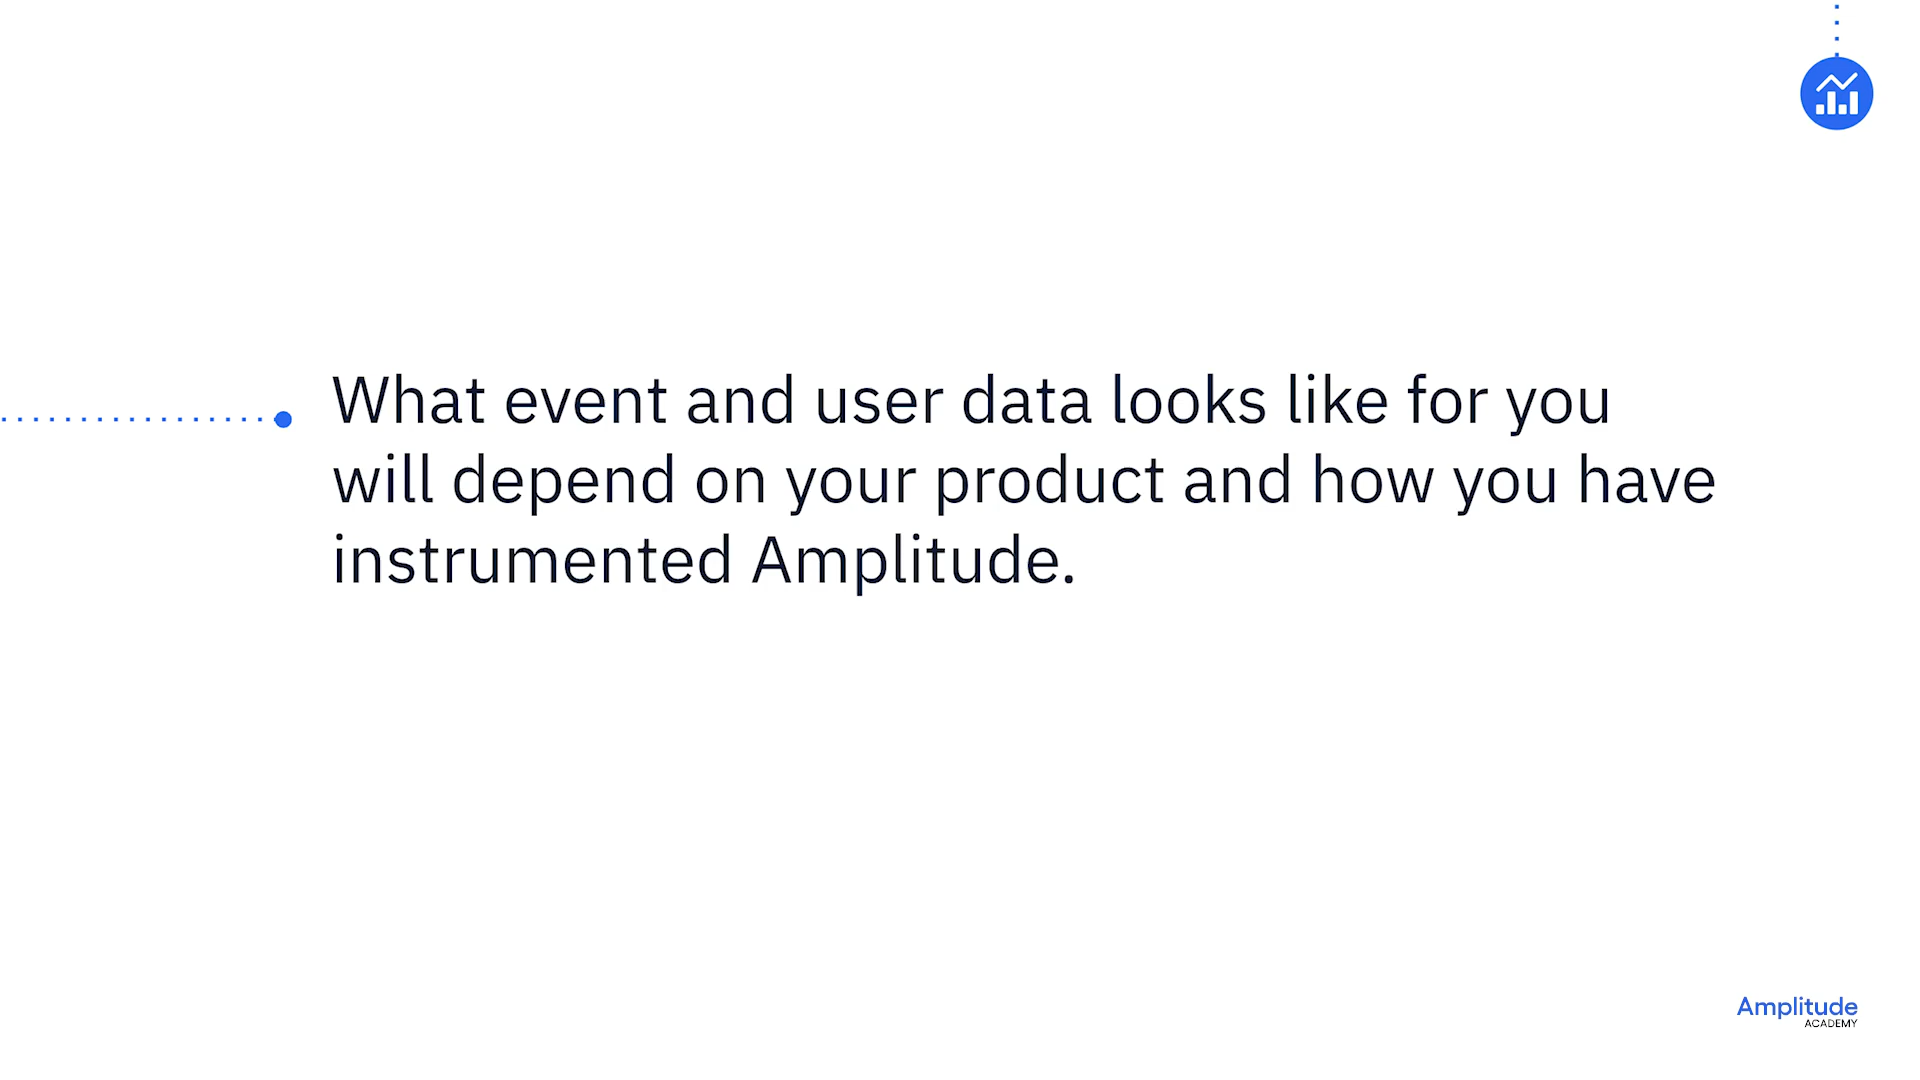 What event and user data looks like for you
will depend on your product and how you have
instrumented Amplitude.
Amplitude
ACADEMY